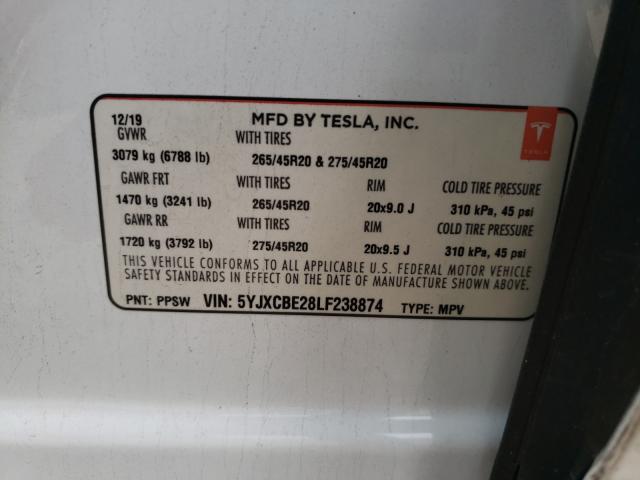 12/19 MFD BY TESLA, INC.
GVWR WITH TIRES
3079 kg (6788 lb) 265/45R20 & 275/45R20
GAWR FRT WITH TIRES RIM COLD TIRE PRESSURE
1470 kg (3241 lb) 265/45R20 20x9.0 J 310 kPa, 45 psi
GAWR RR WITH TIRES RIM COLD TIRE PRESSURE
1720 kg (3792 lb) 275/45R20 20x9.5 J 310 kPa, 45 psi
THIS VEHICLE CONFORMS TO ALL APPLICABLE U.S. FEDERAL MOTOR VEHICLE
SAFETY STANDARDS IN EFFECT ON THE DATE OF MANUFACTURE SHOWN ABOVE.
PNT: PPSW VIN: 5YJXCBE28LF238874 TYPE: MPV
TESLA